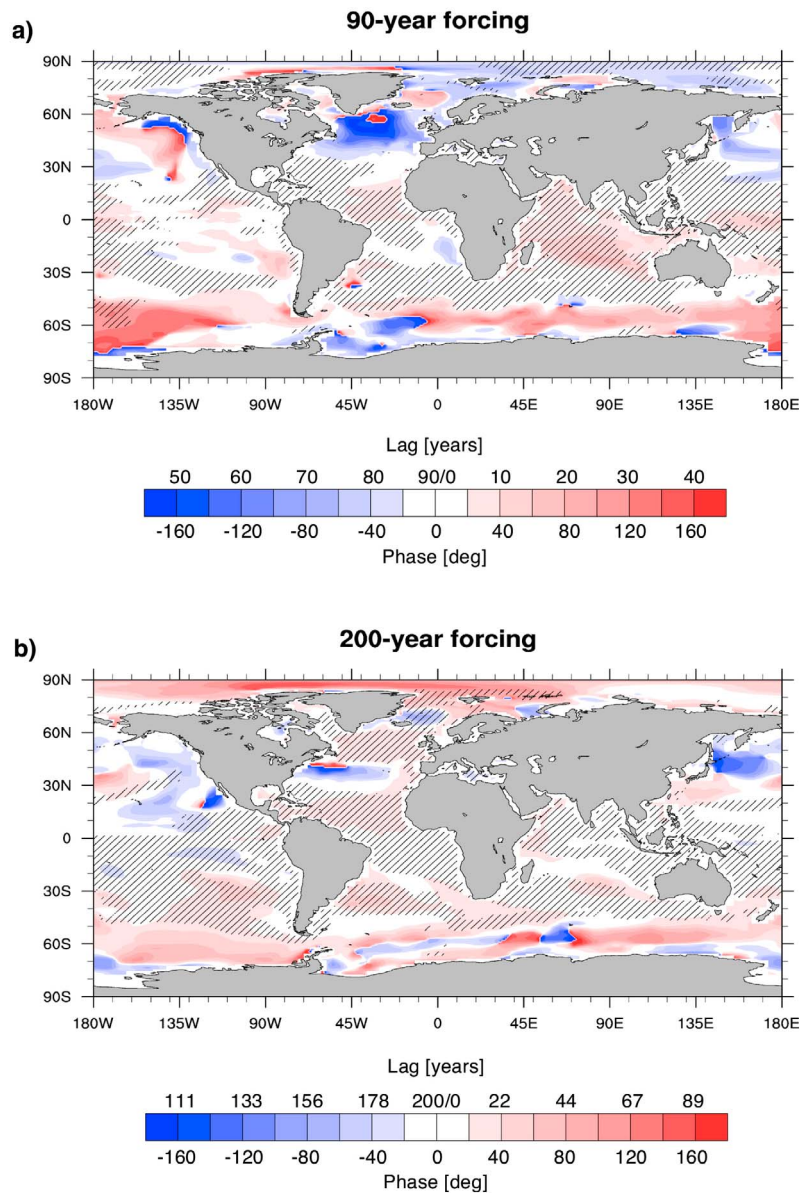 90-year forcing
a)
90N
60N
30N
0
30S
60S
90S
180W 135W 90W 45W 0 45E 90E 135E 180E
Lag [years]
50 60 70 80 90/0 10 20 30 40
-160 -120 -80 -40 0 40 80 120 160
Phase [deg]
200-year forcing
b)
90N
60N
30N
0
30S
60S
90S
180W 135W 90W 45W 0 45E 90E 135E 180E
Lag [years]
111 133 156 178 200/0 22 44 67 89
-160 -120 -80 -40 0 40 80 120 160
Phase [deg]